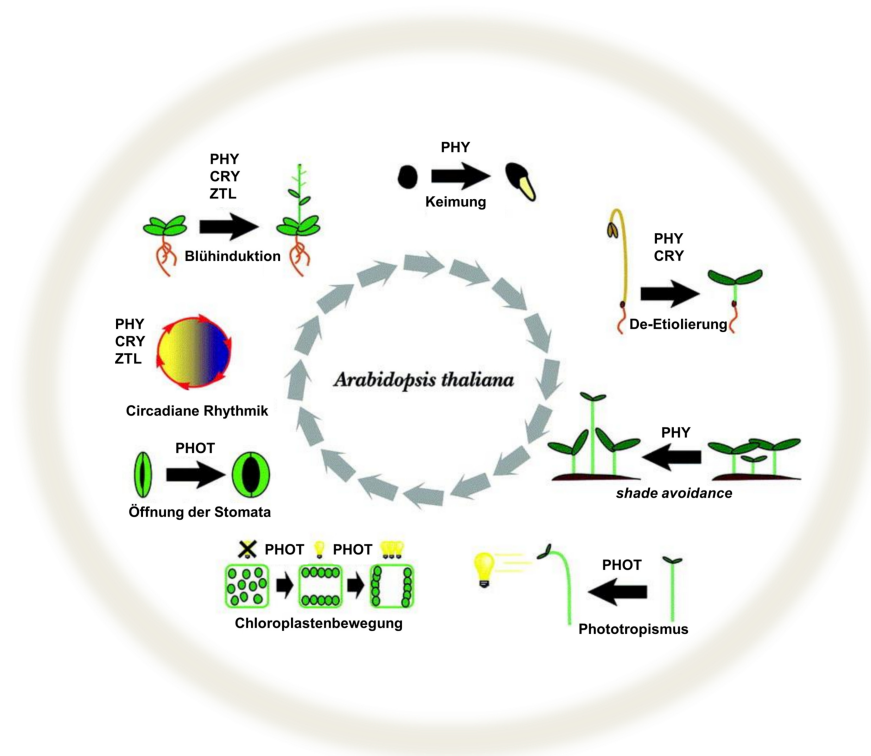 PHY
Keimung
PHY
CRY
De-Etiolierung
PHY
shade avoidance
PHOT
Phototropismus
PHOT PHOT
Chloroplastenbewegung
PHOT
Öffnung der Stomata
PHY
CRY
ZTL
Circadiane Rhythmik
PHY
CRY
ZTL
Blühinduktion
Arabidopsis thaliana